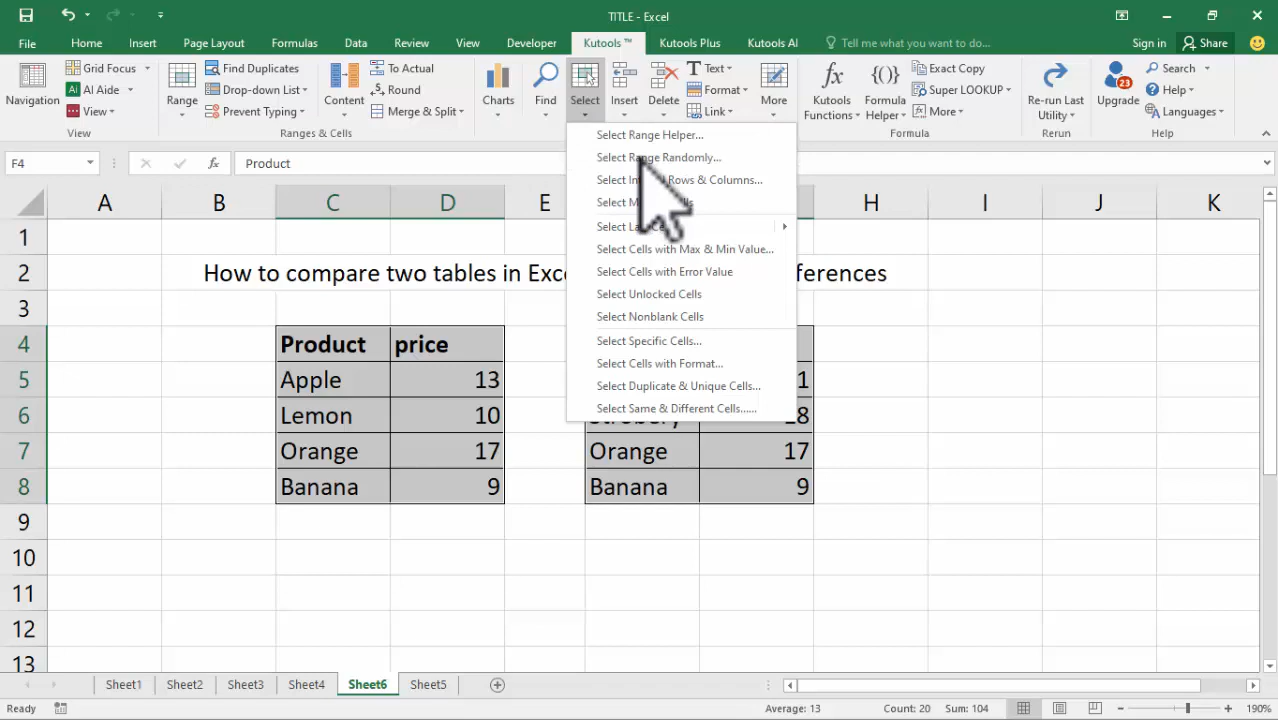 TITLE - Excel
File Home Insert Page Layout Formulas Data Review View Developer Kutools ™ Kutools Plus Kutools AI Tell me what you want to do... Sign in Share
Navigation
Grid Focus
AI Aide
View
View
Range
Find Duplicates
Drop-down List
Prevent Typing
Content
To Actual
Round
Merge & Split
Ranges & Cells
Charts
Find
Select
Insert
Delete
Text
Format
Link
More
Kutools Functions
Formula Helper
Exact Copy
Super LOOKUP
More
Formula
Re-run Last Utility
Rerun
Upgrade
23
Search
Help
Languages
Help
F4 fx Product
Select Range Helper...
Select Range Randomly...
Select Rows & Columns...
Select
Select
Select Cells with Max & Min Value...
Select Cells with Error Value
Select Unlocked Cells
Select Nonblank Cells
Select Specific Cells...
Select Cells with Format...
Select Duplicate & Unique Cells...
Select Same & Different Cells......
A B C D E H I J K
1
2 How to compare two tables in Exc ferences
3
4 Product price
5 Apple 13 1
6 Lemon 10 18
7 Orange 17 Orange 17
8 Banana 9 Banana 9
9
10
11
12
13
Sheet1 Sheet2 Sheet3 Sheet4 Sheet6 Sheet5
Ready Average: 13 Count: 20 Sum: 104 190%